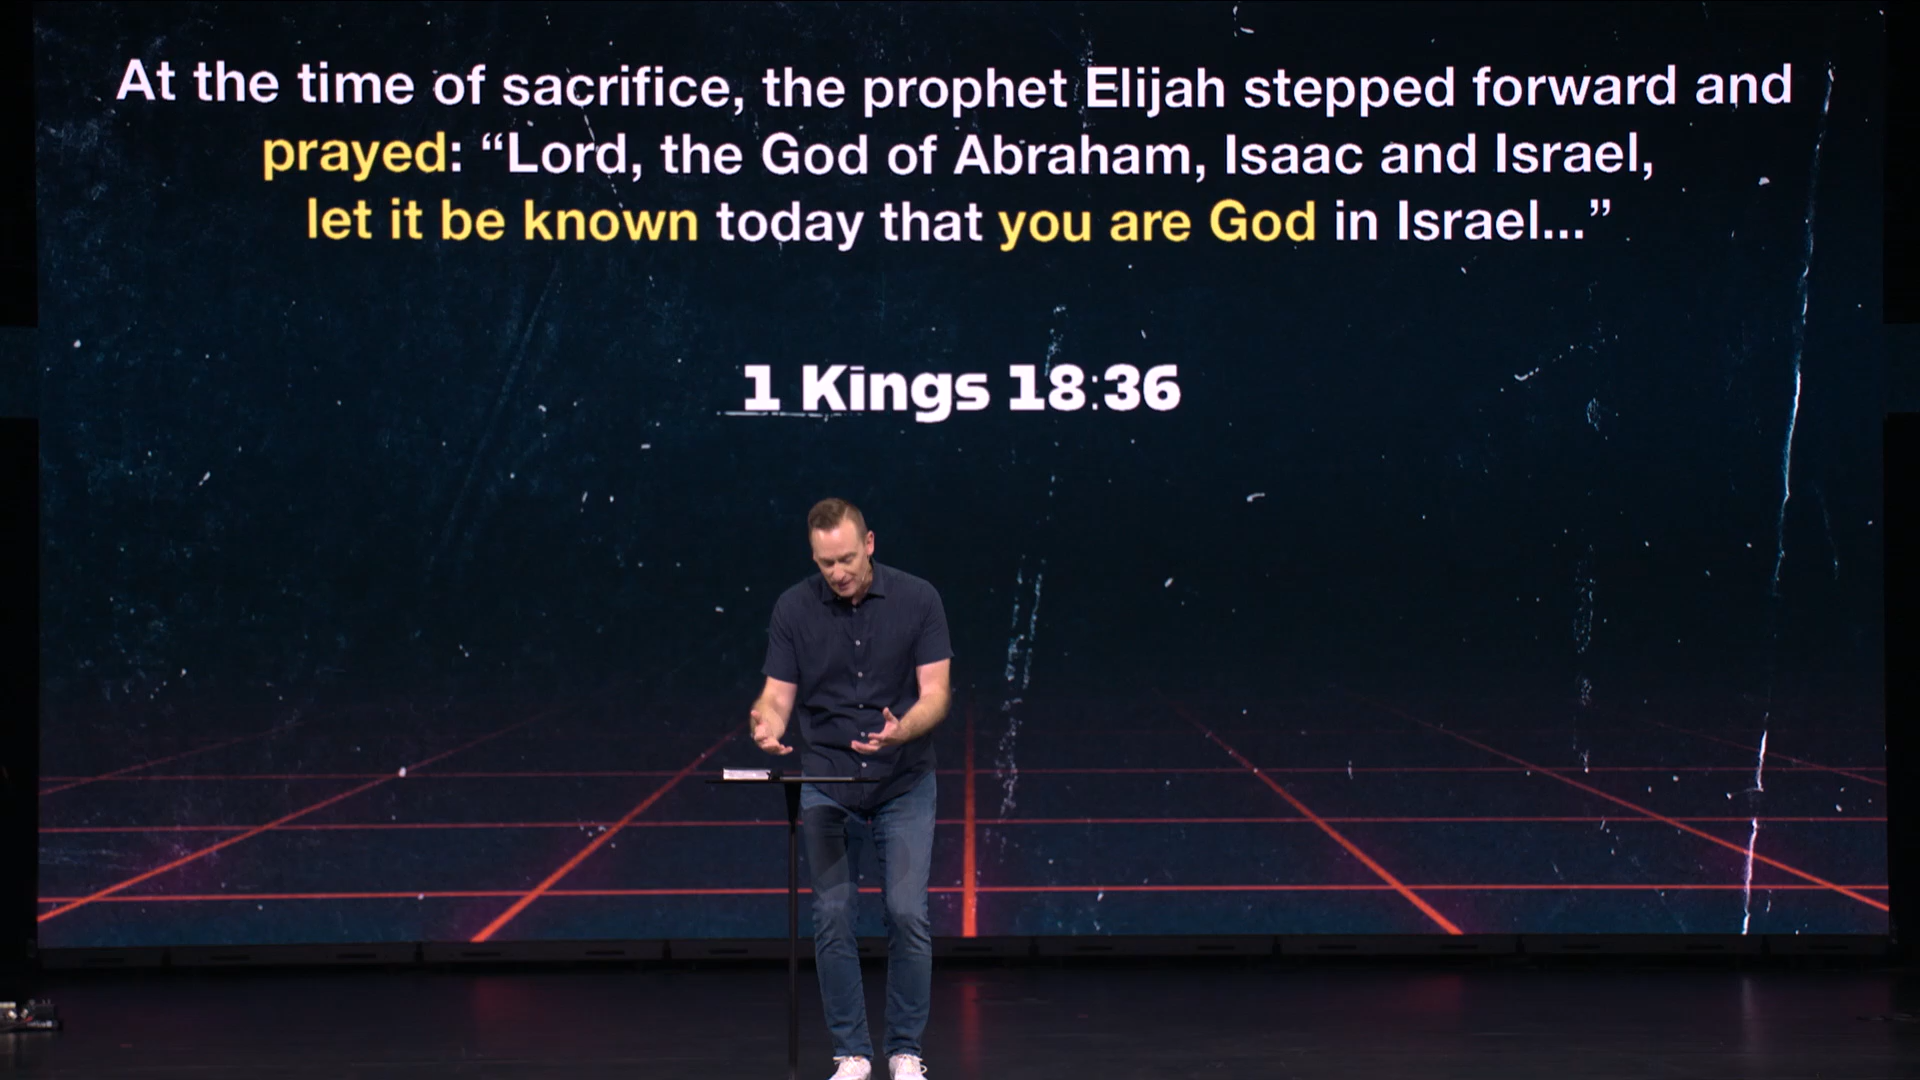 At the time of sacrifice, the prophet Elijah stepped forward and
prayed: “Lord, the God of Abraham, Isaac and Israel,
let it be known today that you are God in Israel...”
1 Kings 18:36